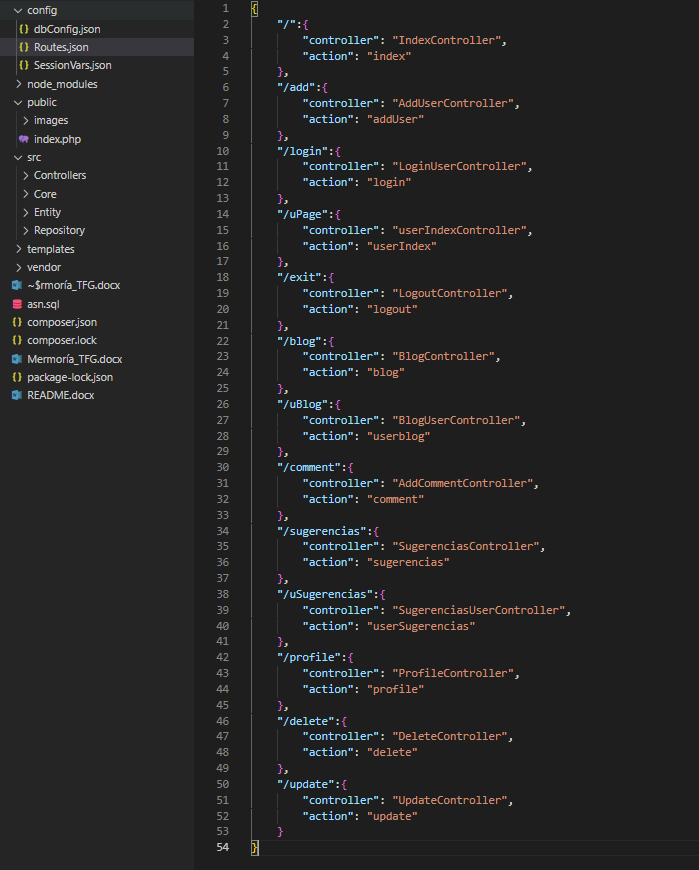 config
dbConfig.json
Routes.json
SessionVars.json
node_modules
public
images
index.php
src
Controllers
Core
Entity
Repository
templates
vendor
~$rmoría_TFG.docx
asn.sql
composer.json
composer.lock
Mermoría_TFG.docx
package-lock.json
README.docx
1 {
2 "/":{
3 "controller": "IndexController",
4 "action": "index"
5 },
6 "/add":{
7 "controller": "AddUserController",
8 "action": "addUser"
9 },
10 "/login":{
11 "controller": "LoginUserController",
12 "action": "login"
13 },
14 "/uPage":{
15 "controller": "userIndexController",
16 "action": "userIndex"
17 },
18 "/exit":{
19 "controller": "LogoutController",
20 "action": "logout"
21 },
22 "/blog":{
23 "controller": "BlogController",
24 "action": "blog"
25 },
26 "/uBlog":{
27 "controller": "BlogUserController",
28 "action": "userblog"
29 },
30 "/comment":{
31 "controller": "AddCommentController",
32 "action": "comment"
33 },
34 "/sugerencias":{
35 "controller": "SugerenciasController",
36 "action": "sugerencias"
37 },
38 "/uSugerencias":{
39 "controller": "SugerenciasUserController",
40 "action": "userSugerencias"
41 },
42 "/profile":{
43 "controller": "ProfileController",
44 "action": "profile"
45 },
46 "/delete":{
47 "controller": "DeleteController",
48 "action": "delete"
49 },
50 "/update":{
51 "controller": "UpdateController",
52 "action": "update"
53 }
54 }